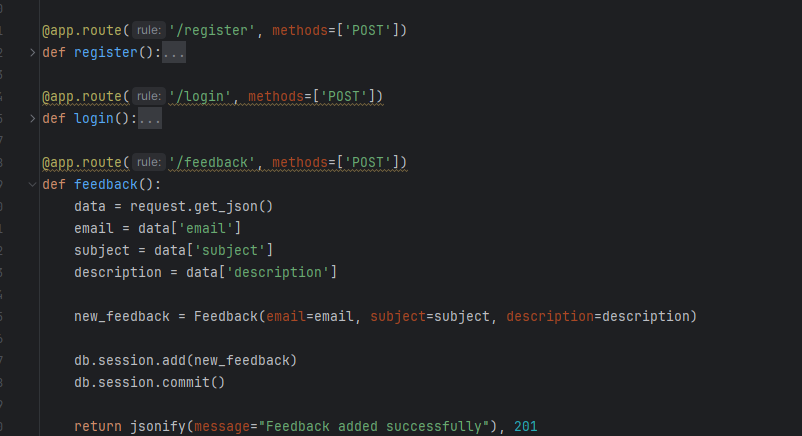 @app.route( rule: '/register', methods=['POST'])
def register():...
@app.route( rule: '/login', methods=['POST'])
def login():...
@app.route( rule: '/feedback', methods=['POST'])
def feedback():
    data = request.get_json()
    email = data['email']
    subject = data['subject']
    description = data['description']
    new_feedback = Feedback(email=email, subject=subject, description=description)
    db.session.add(new_feedback)
    db.session.commit()
    return jsonify(message="Feedback added successfully"), 201